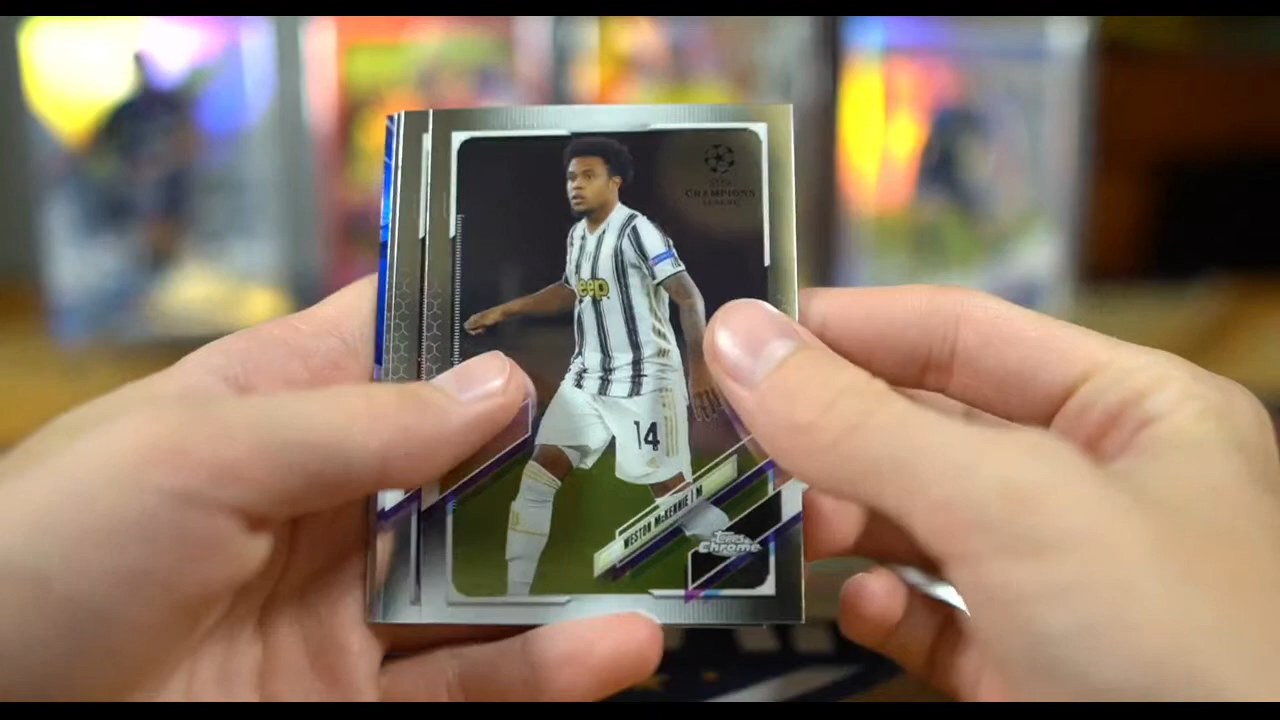 CHAMPIONS
LEAGUE
Jeep
14
WESTON McKENNIE | M
Topps
Chrome